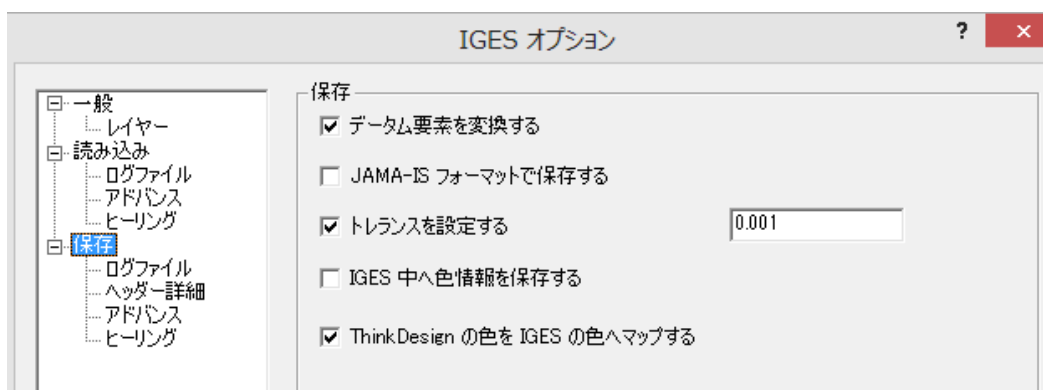 IGES オプション
?
×
一般
レイヤー
読み込み
ログファイル
アドバンス
ヒーリング
保存
ログファイル
ヘッダー詳細
アドバンス
ヒーリング
保存
データム要素を変換する
JAMA-IS フォーマットで保存する
トレランスを設定する 0.001
IGES 中へ色情報を保存する
ThinkDesign の色を IGES の色へマップする